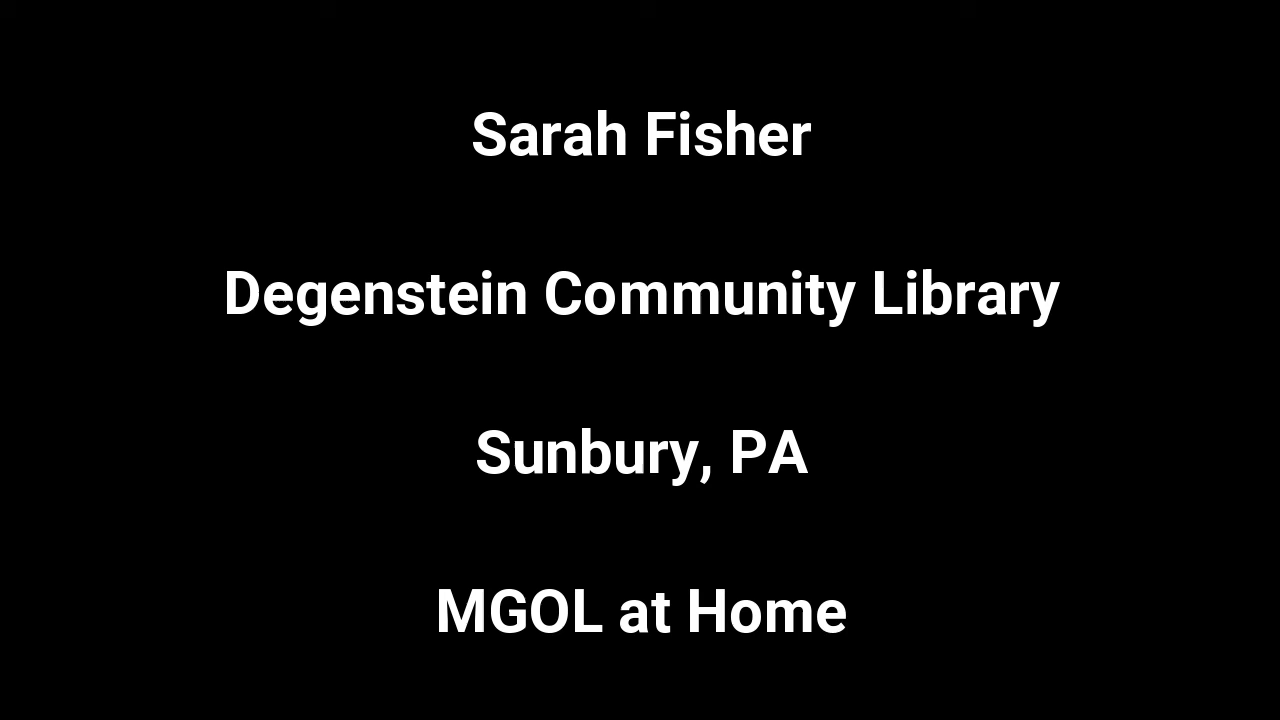 Sarah Fisher
Degenstein Community Library
Sunbury, PA
MGOL at Home